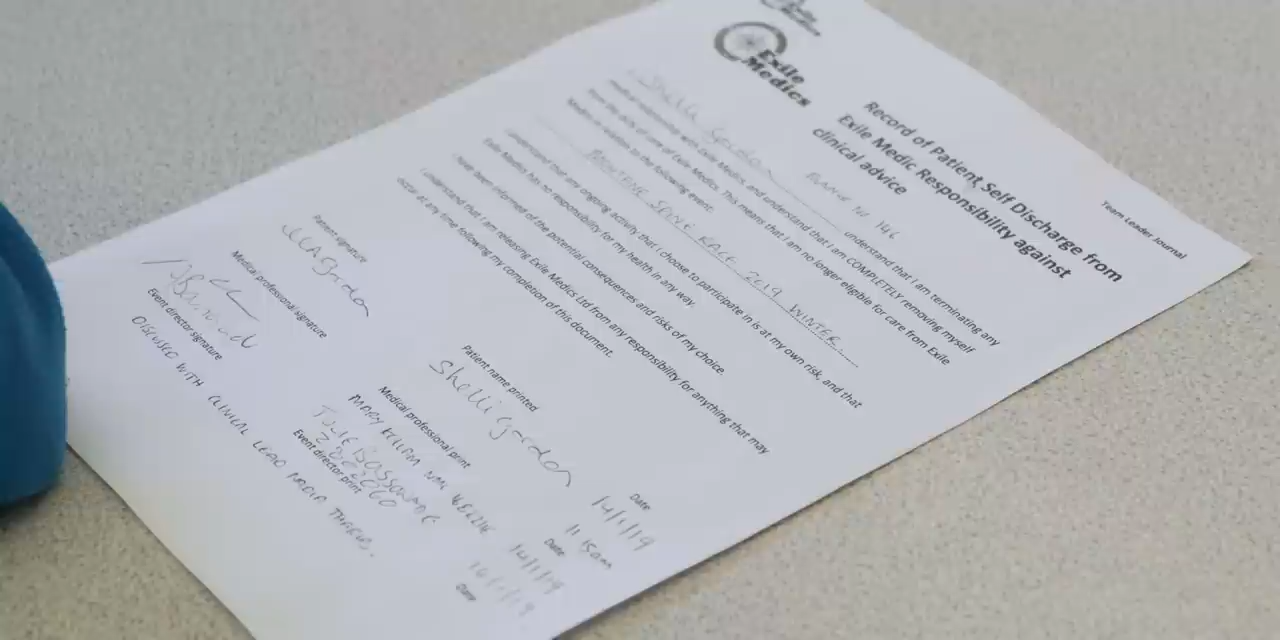 Exile
Medics
Team Leader Journal
Record of Patient Self Discharge from
Exile Medic Responsibility against
clinical advice
Shelli Gordon 146 understand that I am terminating any
medical relationship with Exile Medics and understand that I am COMPLETELY removing myself
from the care of Exile Medics. This means that I am no longer eligible for care from Exile
Medics in relation to the following event:
MONTANE SPINE RACE 2019 WINTER
I understand that any ongoing activity that I choose to participate in is at my own risk, and that
Exile Medics has no responsibility for my health in any way.
I have been informed of the potential consequences and risks of my choice.
I understand that I am releasing Exile Medics Ltd from any responsibility for anything that may
occur at any time following my completion of this document.
Patient signature
Patient name printed
Date
Shelli Gordon
14/1/19
11 15am
Medical professional signature
Medical professional print
Date
14/1/19
Event director signature
Event director print
Date
DISCUSSED WITH CLINICAL LEAD